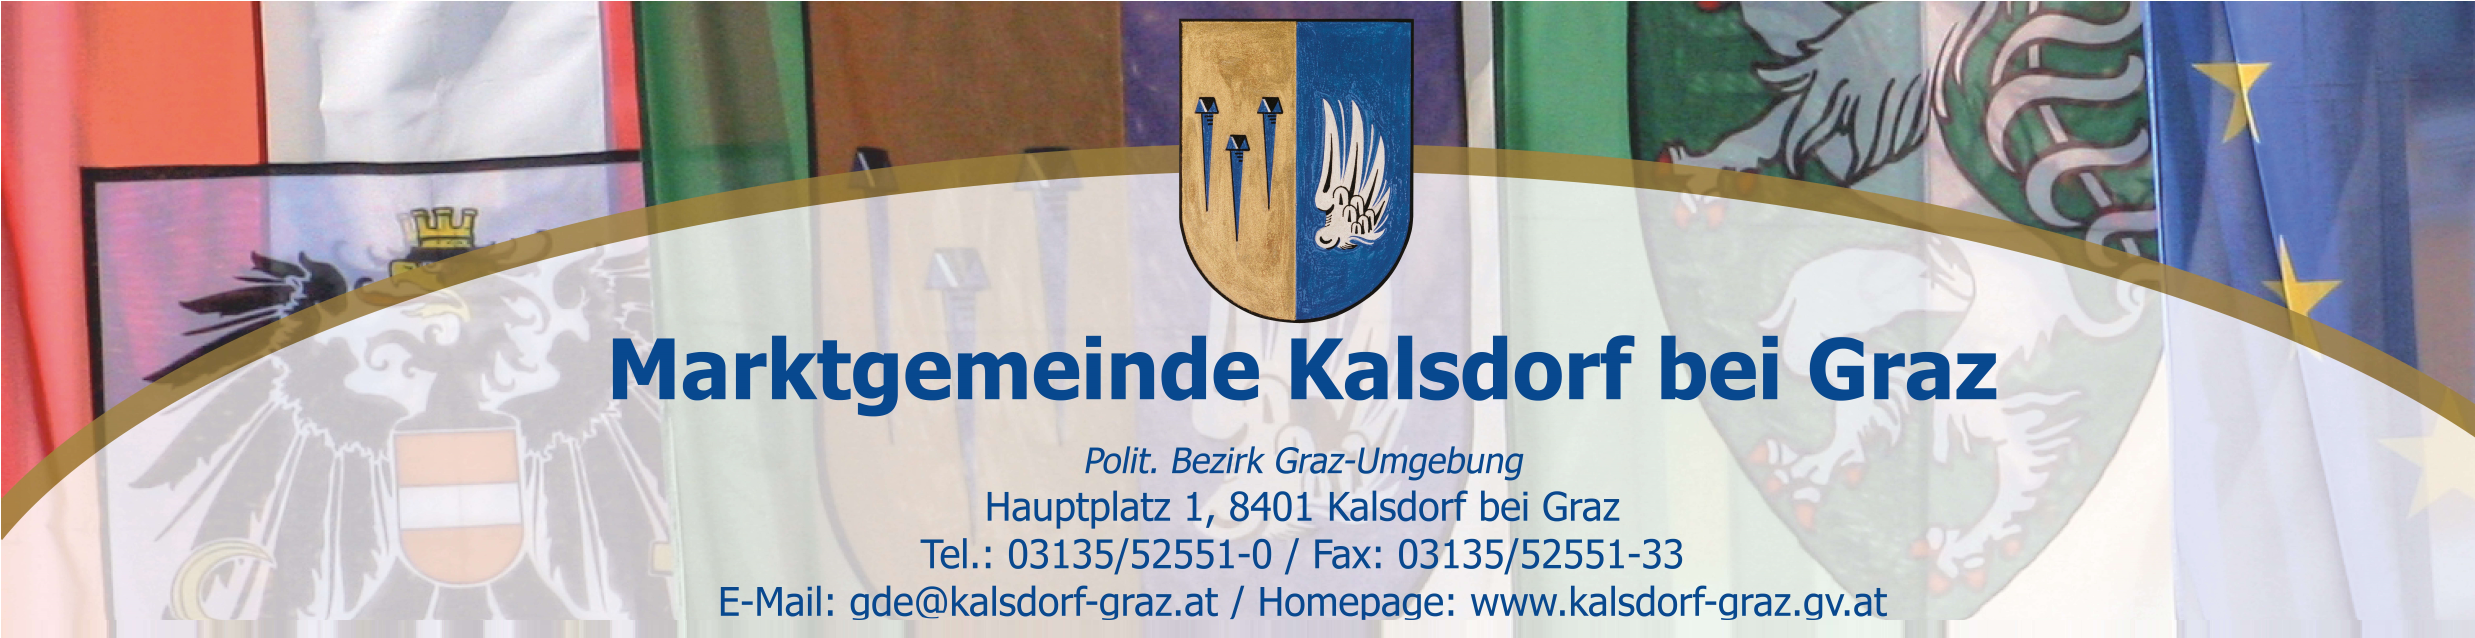 Marktgemeinde Kalsdorf bei Graz
Polit. Bezirk Graz-Umgebung
Hauptplatz 1, 8401 Kalsdorf bei Graz
Tel.: 03135/52551-0 / Fax: 03135/52551-33
E-Mail: gde@kalsdorf-graz.at / Homepage: www.kalsdorf-graz.gv.at